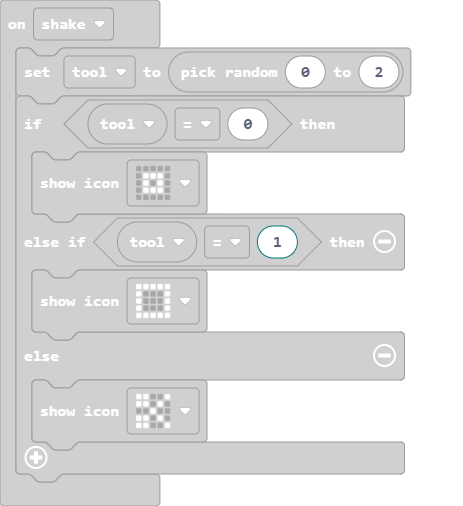 on shake
set tool to pick random 0 to 2
if tool = 0 then
show icon
else if tool = 1 then
show icon
else
show icon